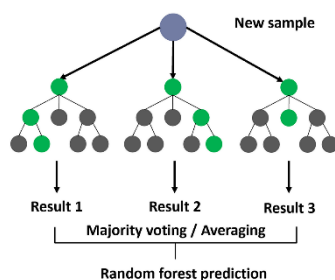 New sample
Result 1 Result 2 Result 3
Majority voting / Averaging
Random forest prediction